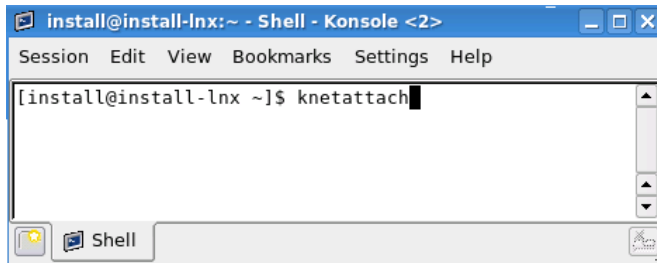 install@install-lnx:~ - Shell - Konsole <2>
Session Edit View Bookmarks Settings Help
[install@install-lnx ~]$ knetattach
Shell